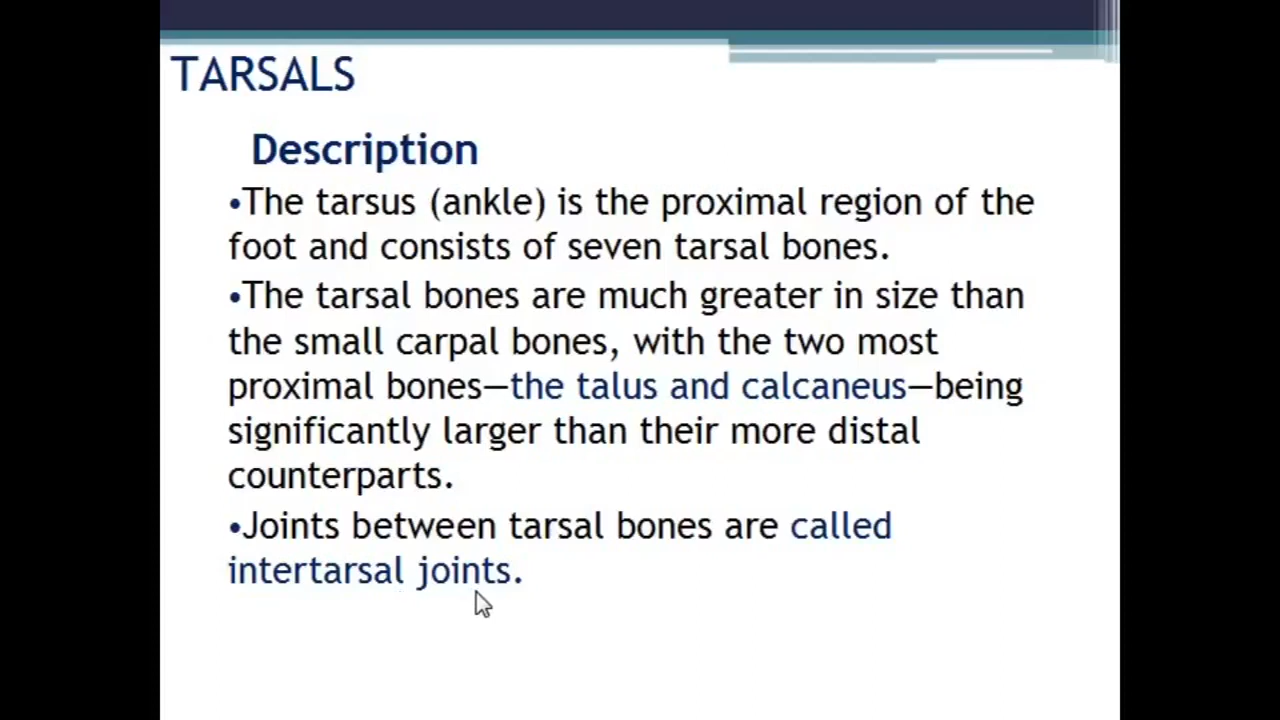 TARSALS
Description
•The tarsus (ankle) is the proximal region of the
foot and consists of seven tarsal bones.
•The tarsal bones are much greater in size than
the small carpal bones, with the two most
proximal bones—the talus and calcaneus—being
significantly larger than their more distal
counterparts.
•Joints between tarsal bones are called
intertarsal joints.